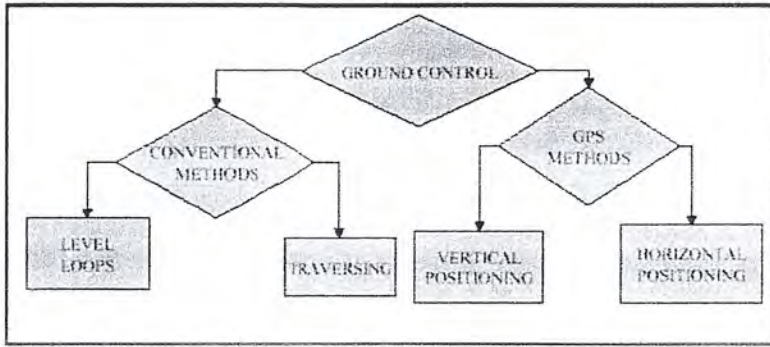 GROUND CONTROL
CONVENTIONAL
METHODS
GPS
METHODS
LEVEL
LOOPS
TRAVERSING
VERTICAL
POSITIONING
HORIZONTAL
POSITIONING